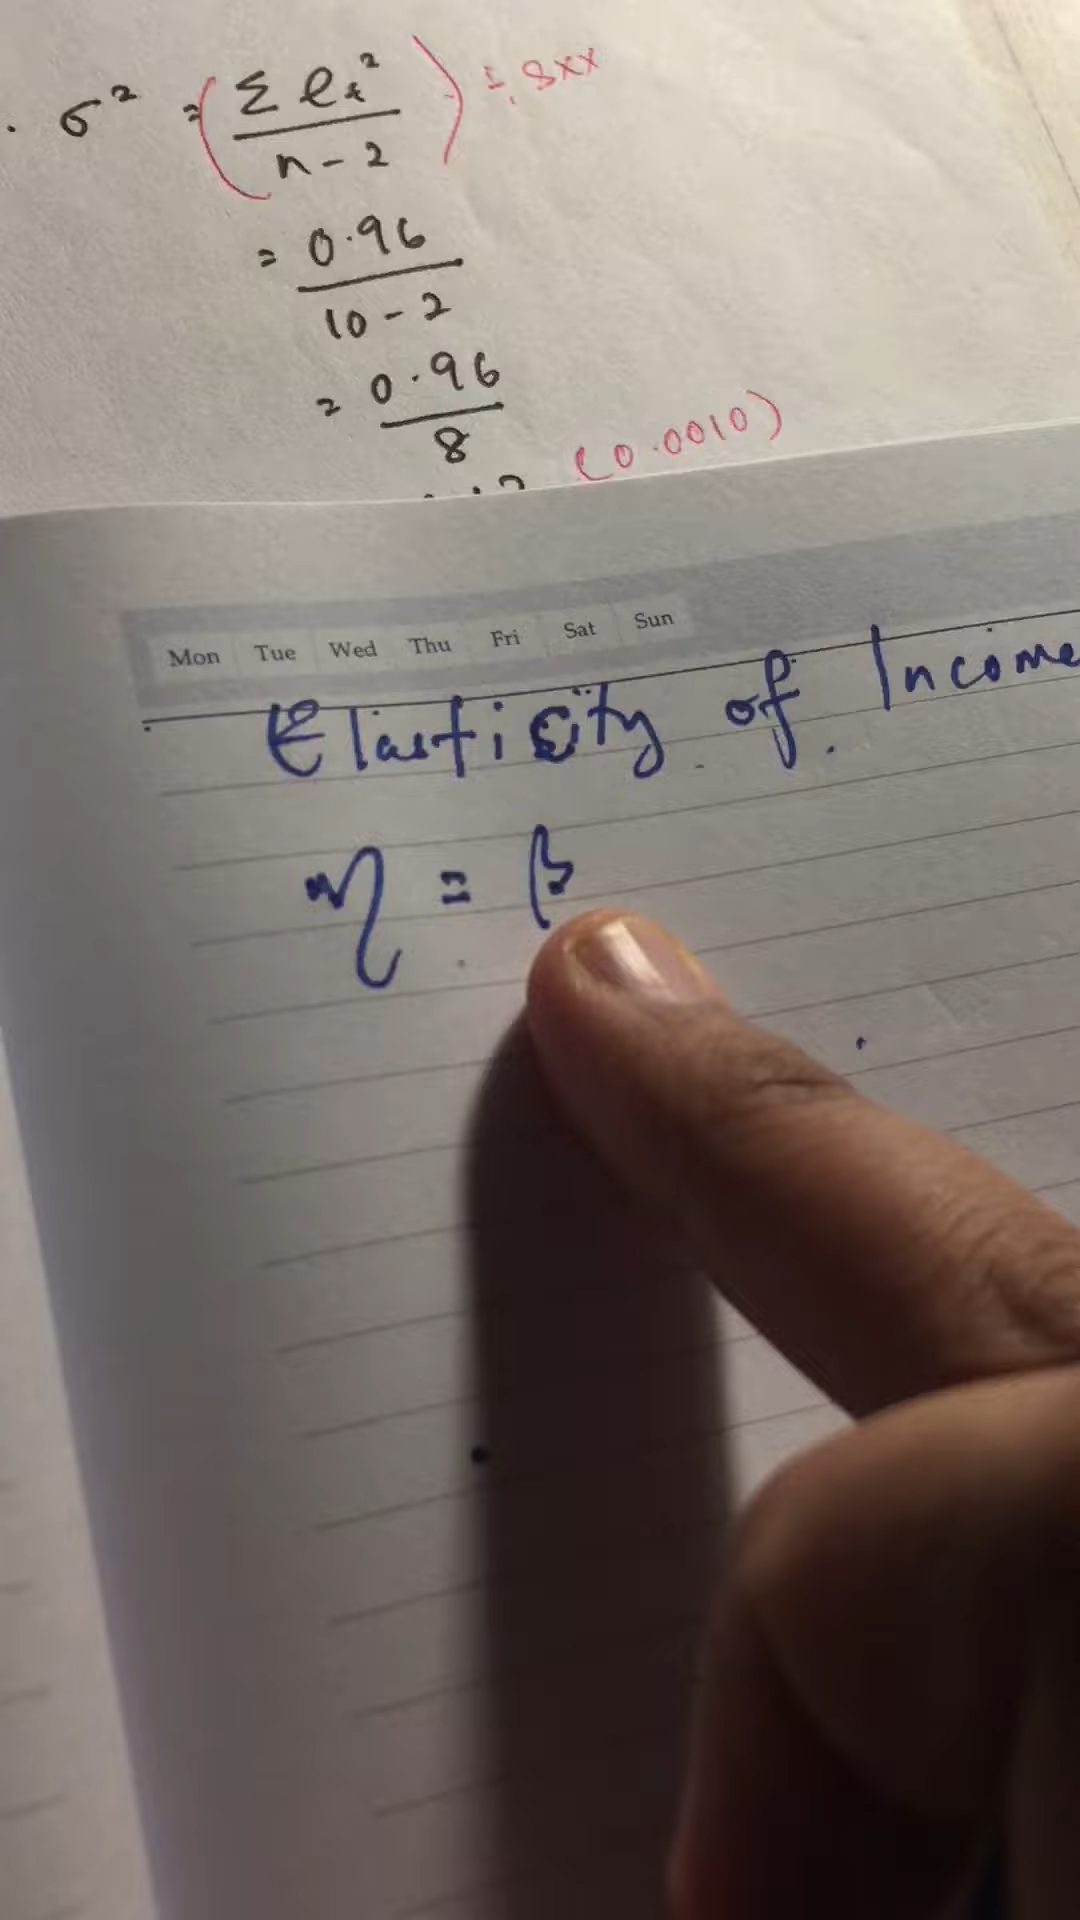 σ² = ( Σ e_t² / n - 2 ) ÷ Sxx
= 0.96 / 10 - 2
= 0.96 / 8
(0.0010)
Mon Tue Wed Thu Fri Sat Sun
Elasticity of Income
η = β